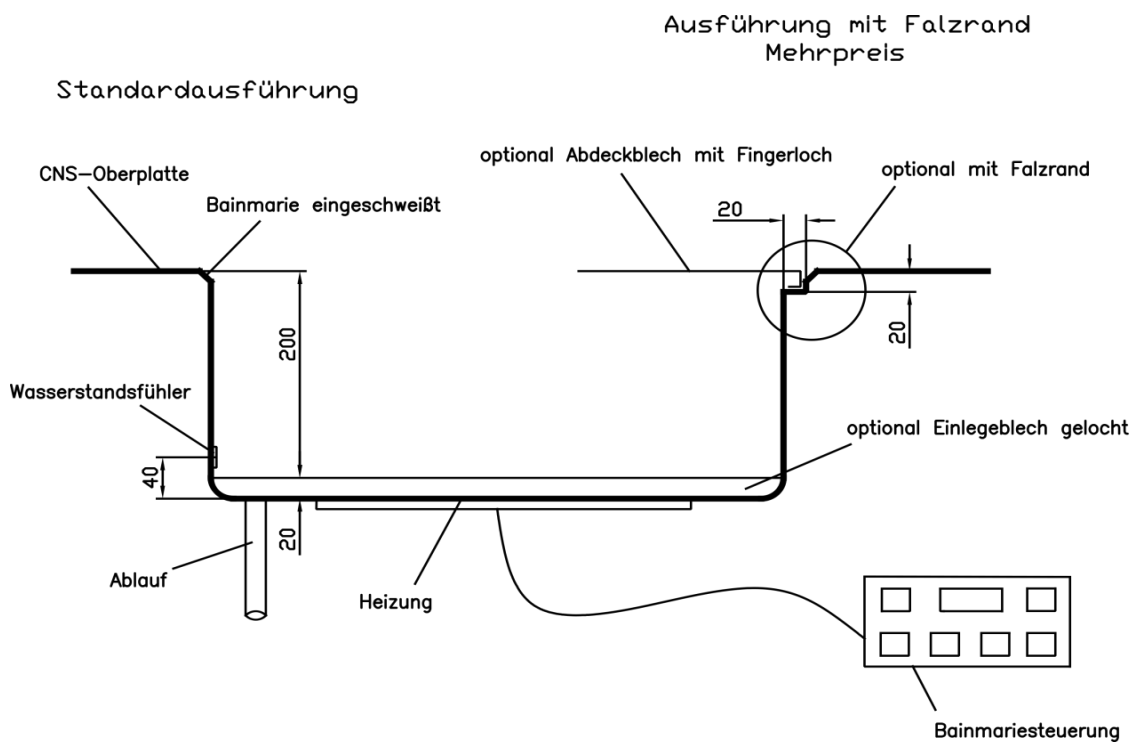 Ausführung mit Falzrand
Mehrpreis
Standardausführung
optional Abdeckblech mit Fingerloch
optional mit Falzrand
CNS-Oberplatte
Bainmarie eingeschweißt
20
200
20
Wasserstandsfühler
optional Einlegeblech gelocht
40
20
Ablauf
Heizung
Bainmariesteuerung